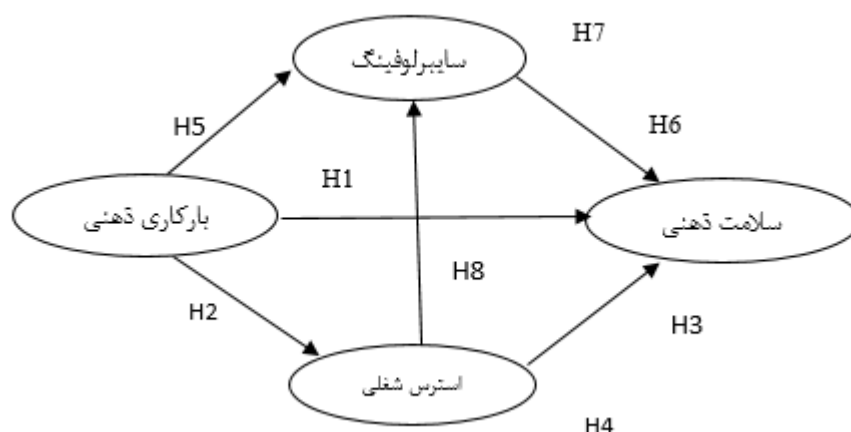 H7
سایبرلوفینگ
H5
H6
H1
بارکاری ذهنی
سلامت ذهنی
H8
H2
H3
استرس شغلی
H4